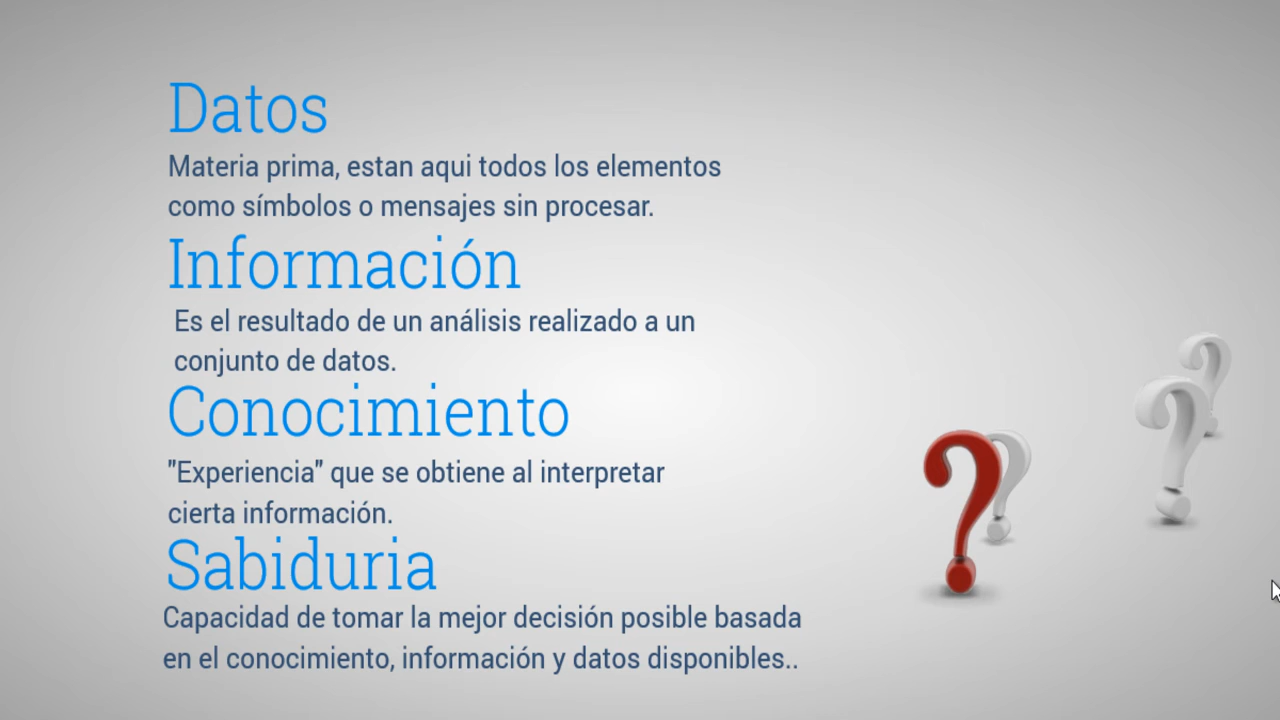 Datos
Materia prima, estan aqui todos los elementos
como símbolos o mensajes sin procesar.
Información
Es el resultado de un análisis realizado a un
conjunto de datos.
Conocimiento
"Experiencia" que se obtiene al interpretar
cierta información.
Sabiduria
Capacidad de tomar la mejor decisión posible basada
en el conocimiento, información y datos disponibles..